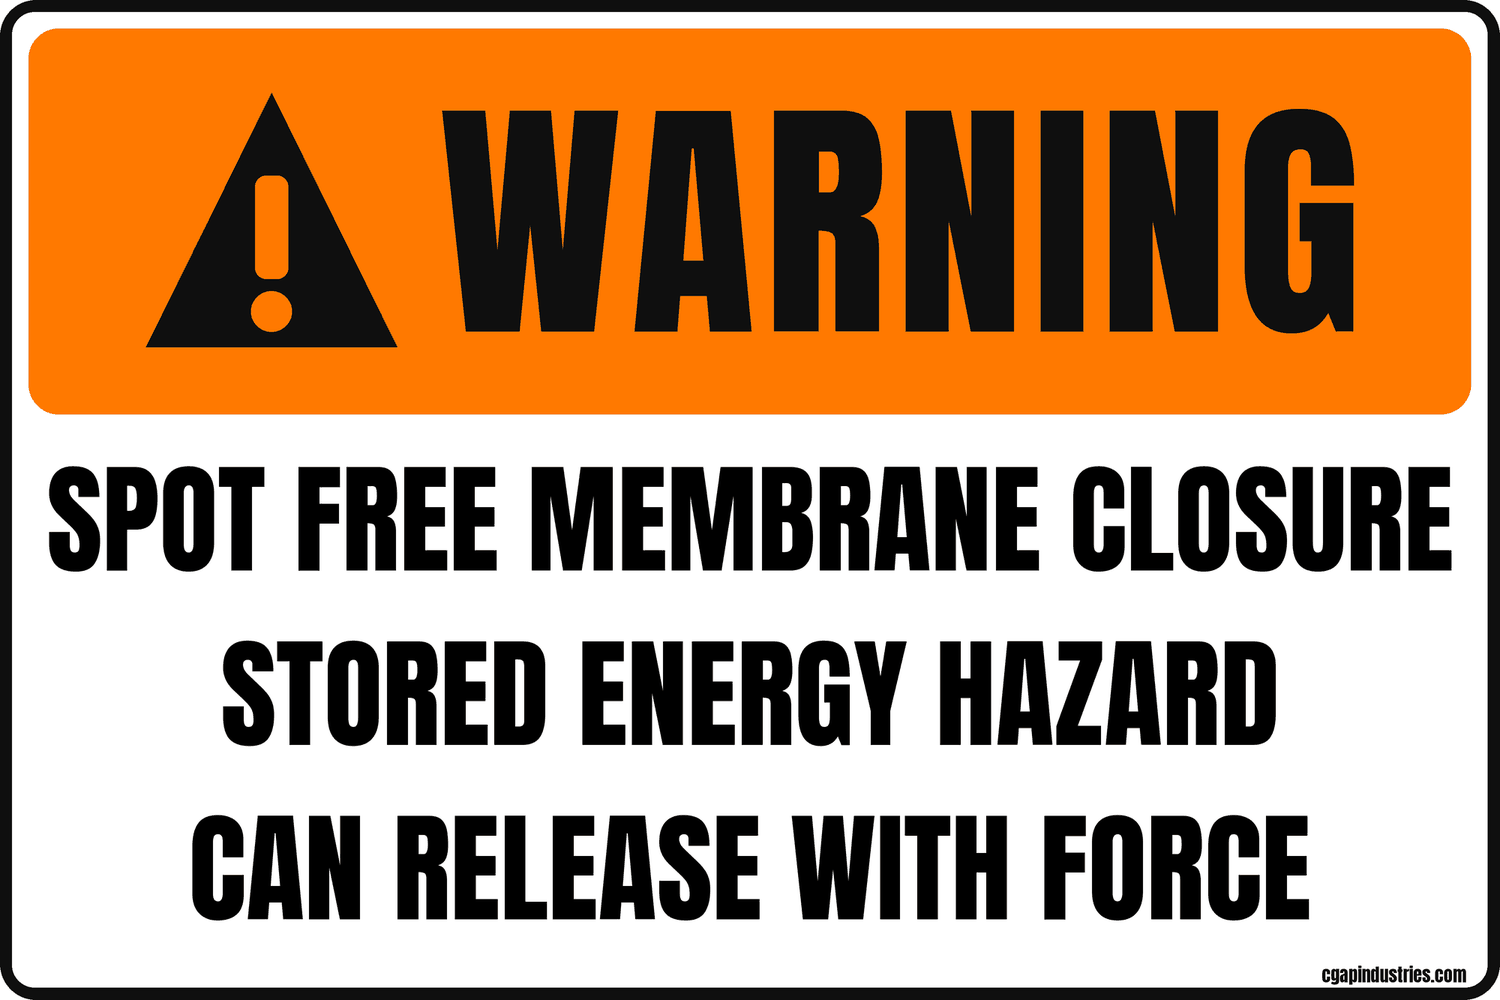 WARNING
SPOT FREE MEMBRANE CLOSURE
STORED ENERGY HAZARD
CAN RELEASE WITH FORCE
cgapindustries.com